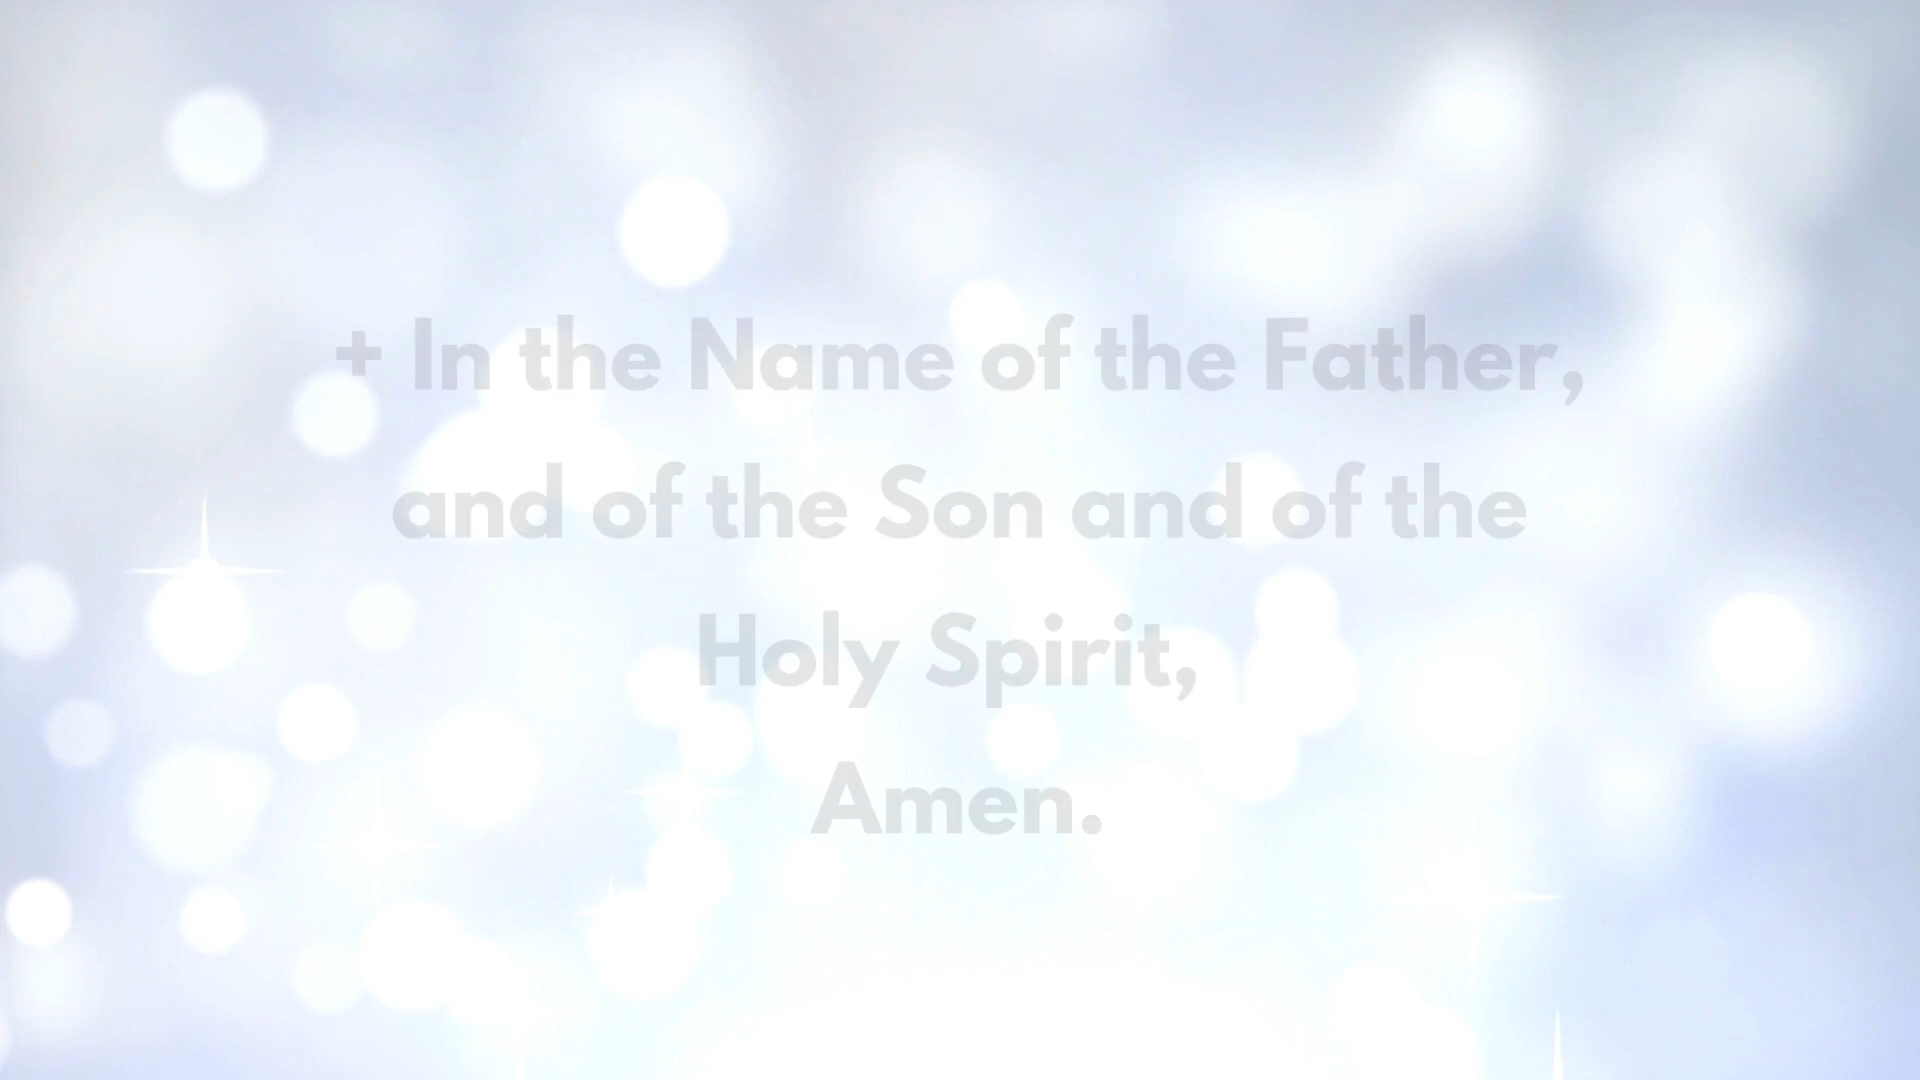 + In the Name of the Father,
and of the Son and of the
Holy Spirit,
Amen.